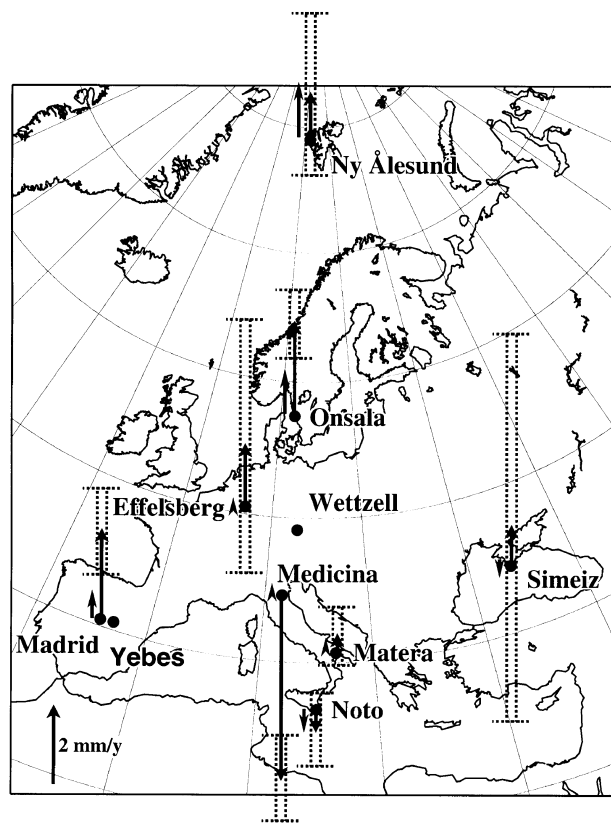 Ny Ålesund
Onsala
Wettzell
Effelsberg
Medicina
Simeiz
Madrid
Yebes
Matera
Noto
2 mm/y